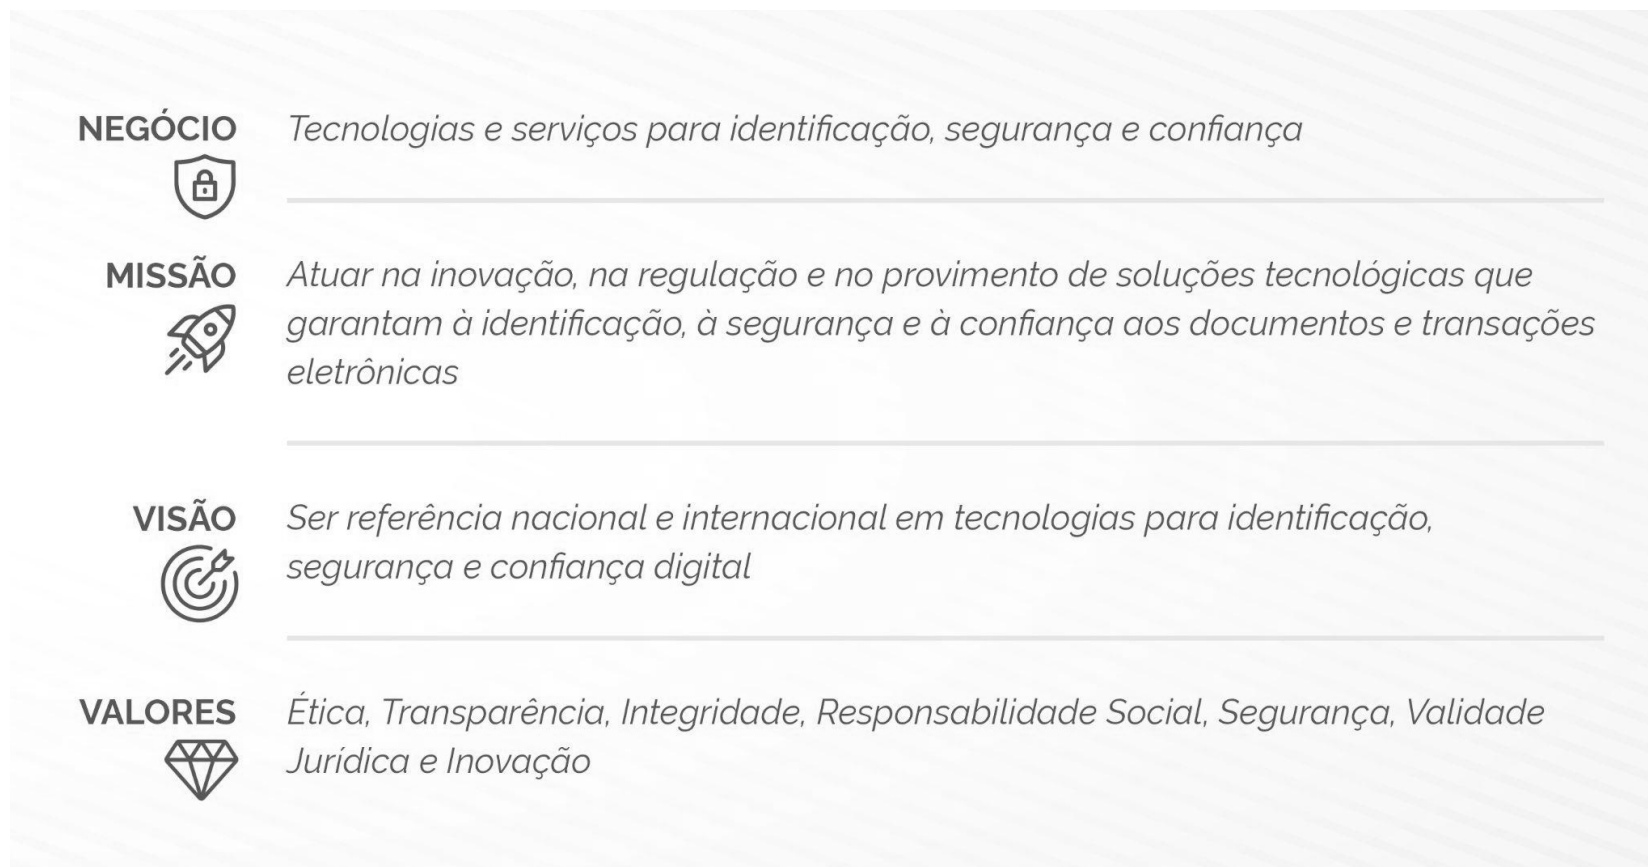 NEGÓCIO
Tecnologias e serviços para identificação, segurança e confiança
MISSÃO
Atuar na inovação, na regulação e no provimento de soluções tecnológicas que
garantam à identificação, à segurança e à confiança aos documentos e transações
eletrônicas
VISÃO
Ser referência nacional e internacional em tecnologias para identificação,
segurança e confiança digital
VALORES
Ética, Transparência, Integridade, Responsabilidade Social, Segurança, Validade
Jurídica e Inovação